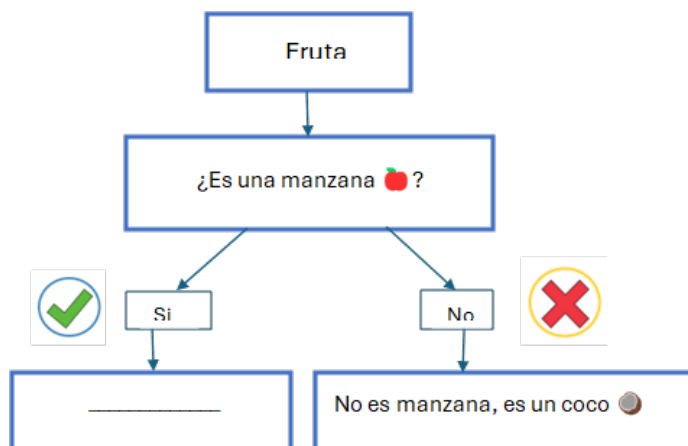 Fruta
¿Es una manzana 🍎?
Si
No
_____________
No es manzana, es un coco 🥥